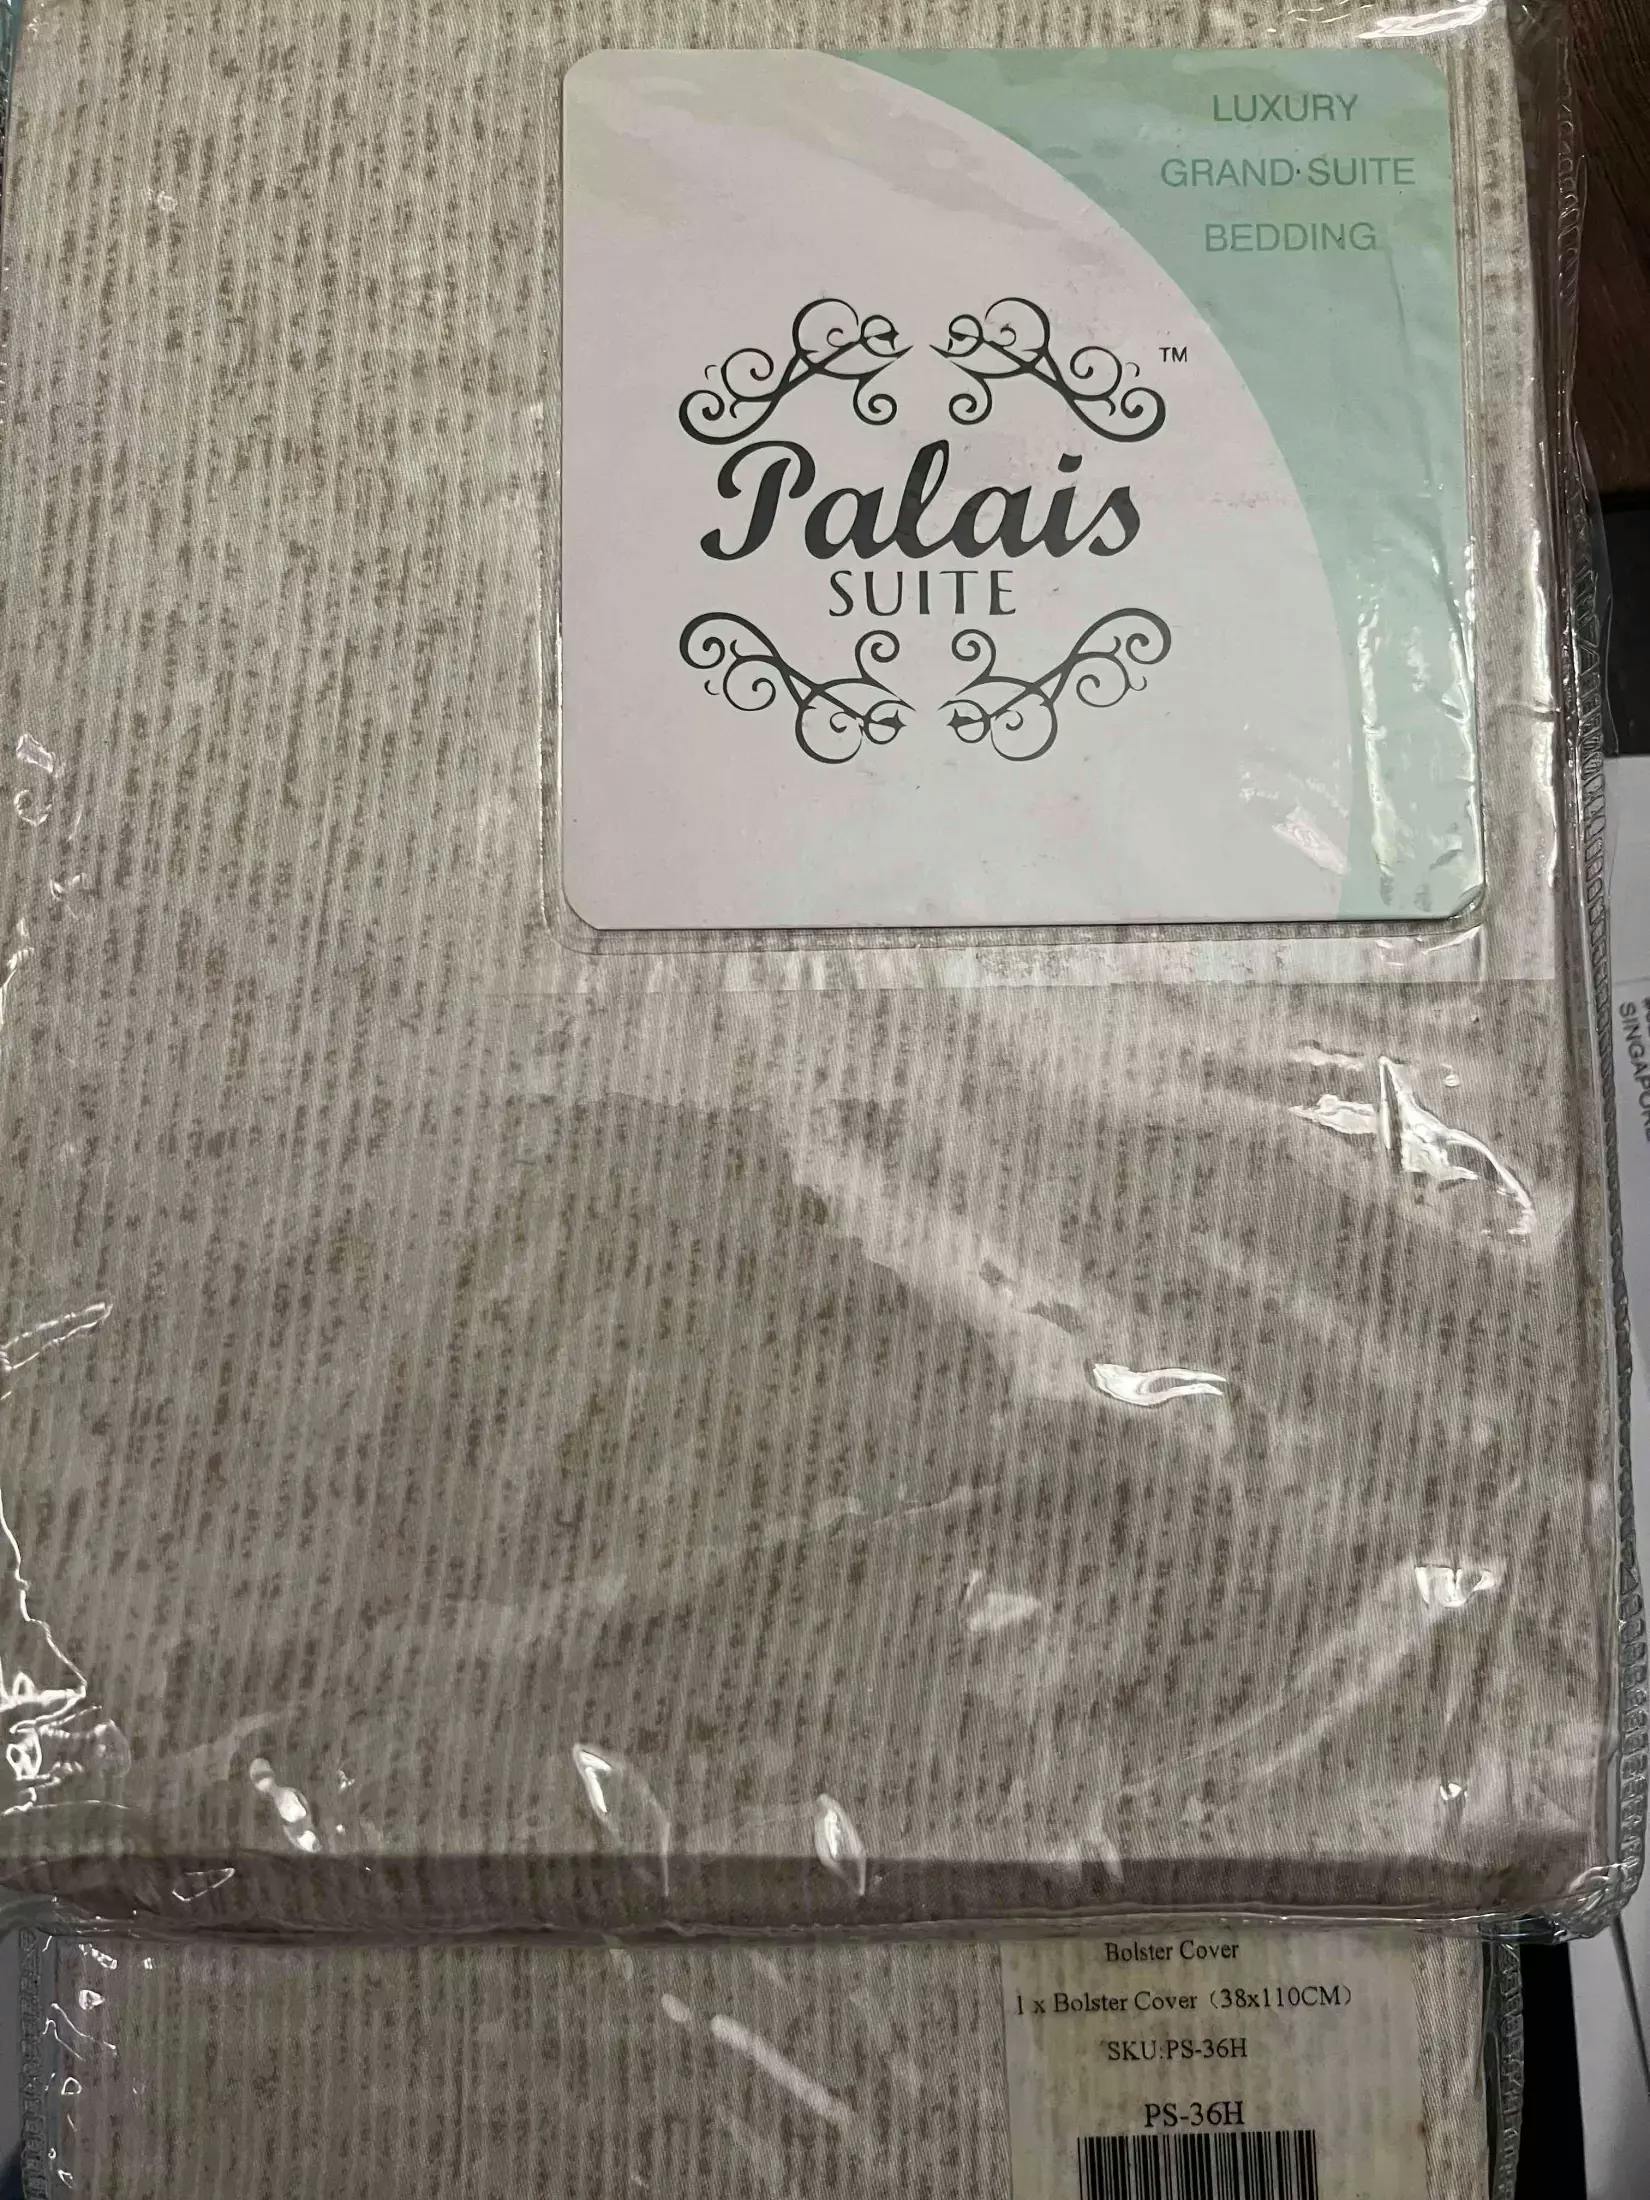 LUXURY
GRAND·SUITE
BEDDING
TM
Palais
SUITE
SINGAPORE
Bolster Cover
1 x Bolster Cover（38x110CM）
SKU:PS-36H
PS-36H